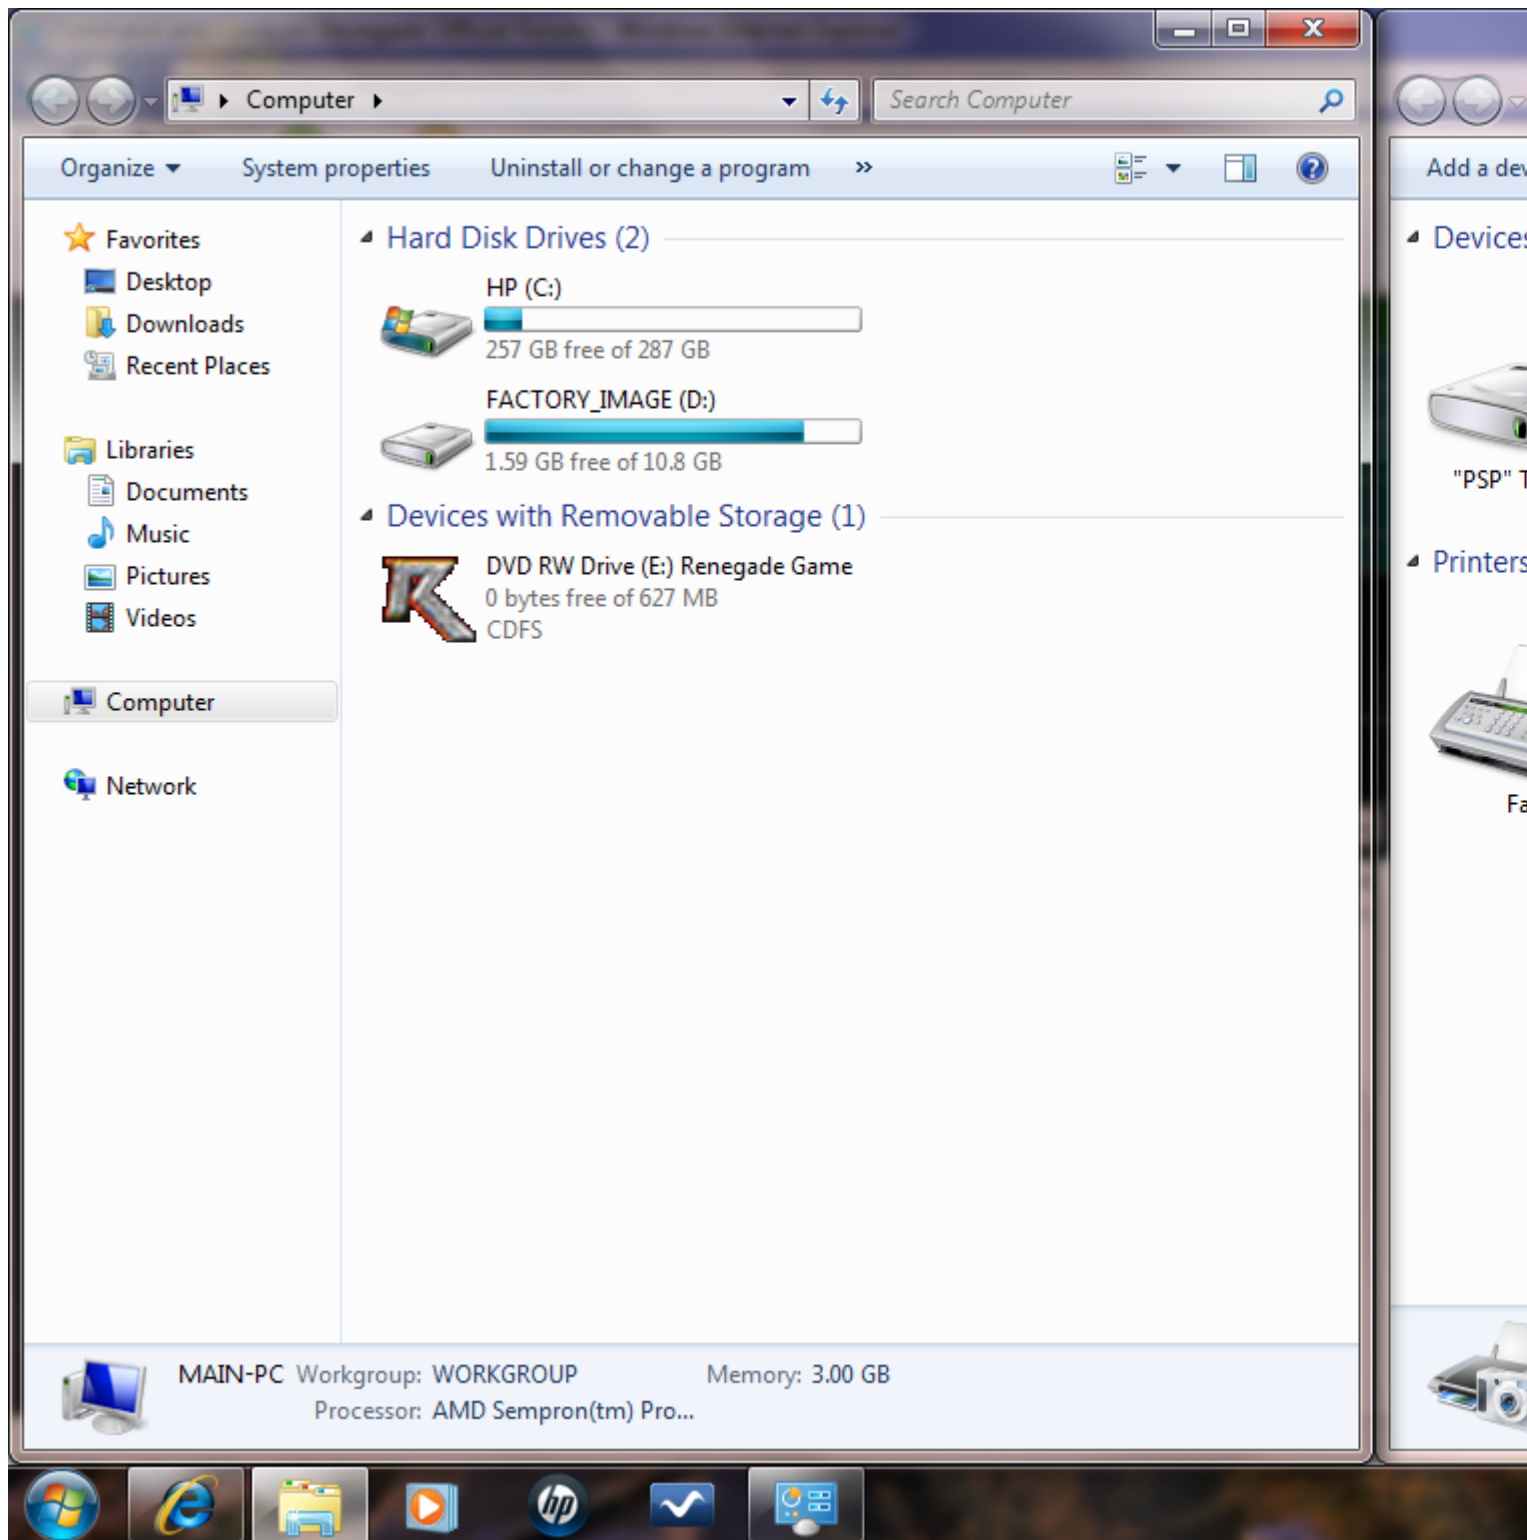 Computer
Search Computer
Organize
System properties
Uninstall or change a program
»
Favorites
Desktop
Downloads
Recent Places
Libraries
Documents
Music
Pictures
Videos
Computer
Network
Hard Disk Drives (2)
HP (C:)
257 GB free of 287 GB
FACTORY_IMAGE (D:)
1.59 GB free of 10.8 GB
Devices with Removable Storage (1)
DVD RW Drive (E:) Renegade Game
0 bytes free of 627 MB
CDFS
MAIN-PC Workgroup: WORKGROUP Memory: 3.00 GB
Processor: AMD Sempron(tm) Pro...
Add a dev
Devices
"PSP" T
Printers
Fa
hp